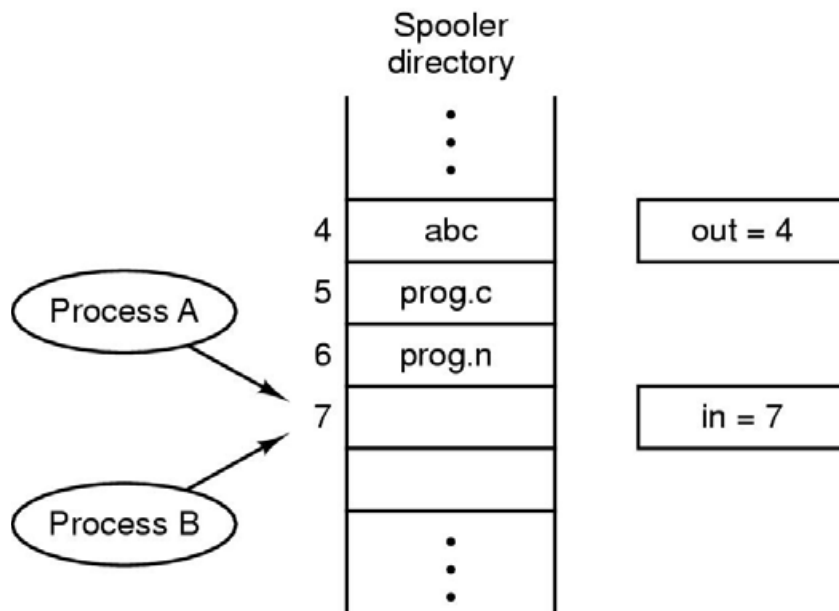 Spooler
directory
4 abc out = 4
5 prog.c
Process A
6 prog.n
7 in = 7
Process B